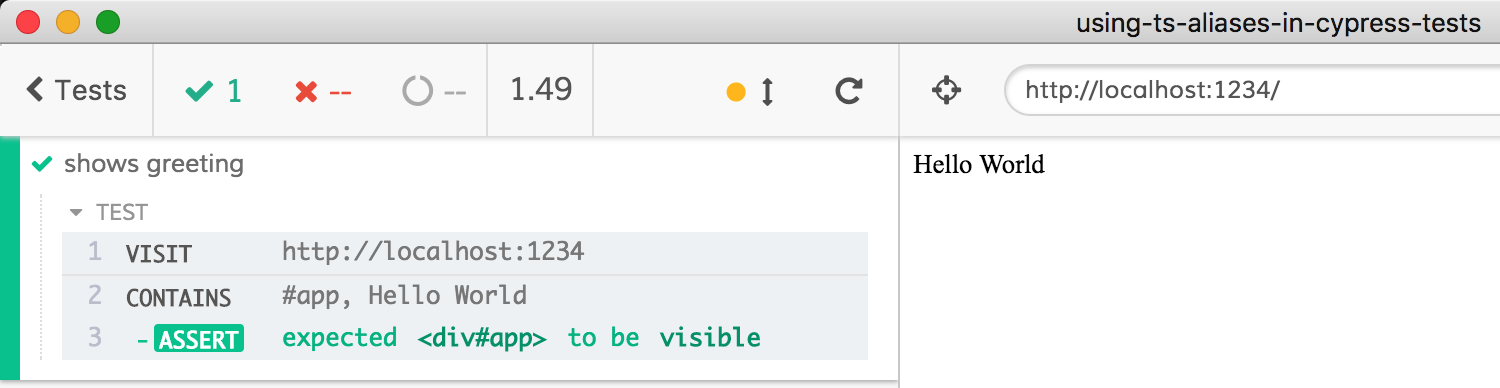 using-ts-aliases-in-cypress-tests
Tests 1 -- -- 1.49 http://localhost:1234/
shows greeting
TEST
1 VISIT http://localhost:1234
2 CONTAINS #app, Hello World
3 -ASSERT expected <div#app> to be visible
Hello World